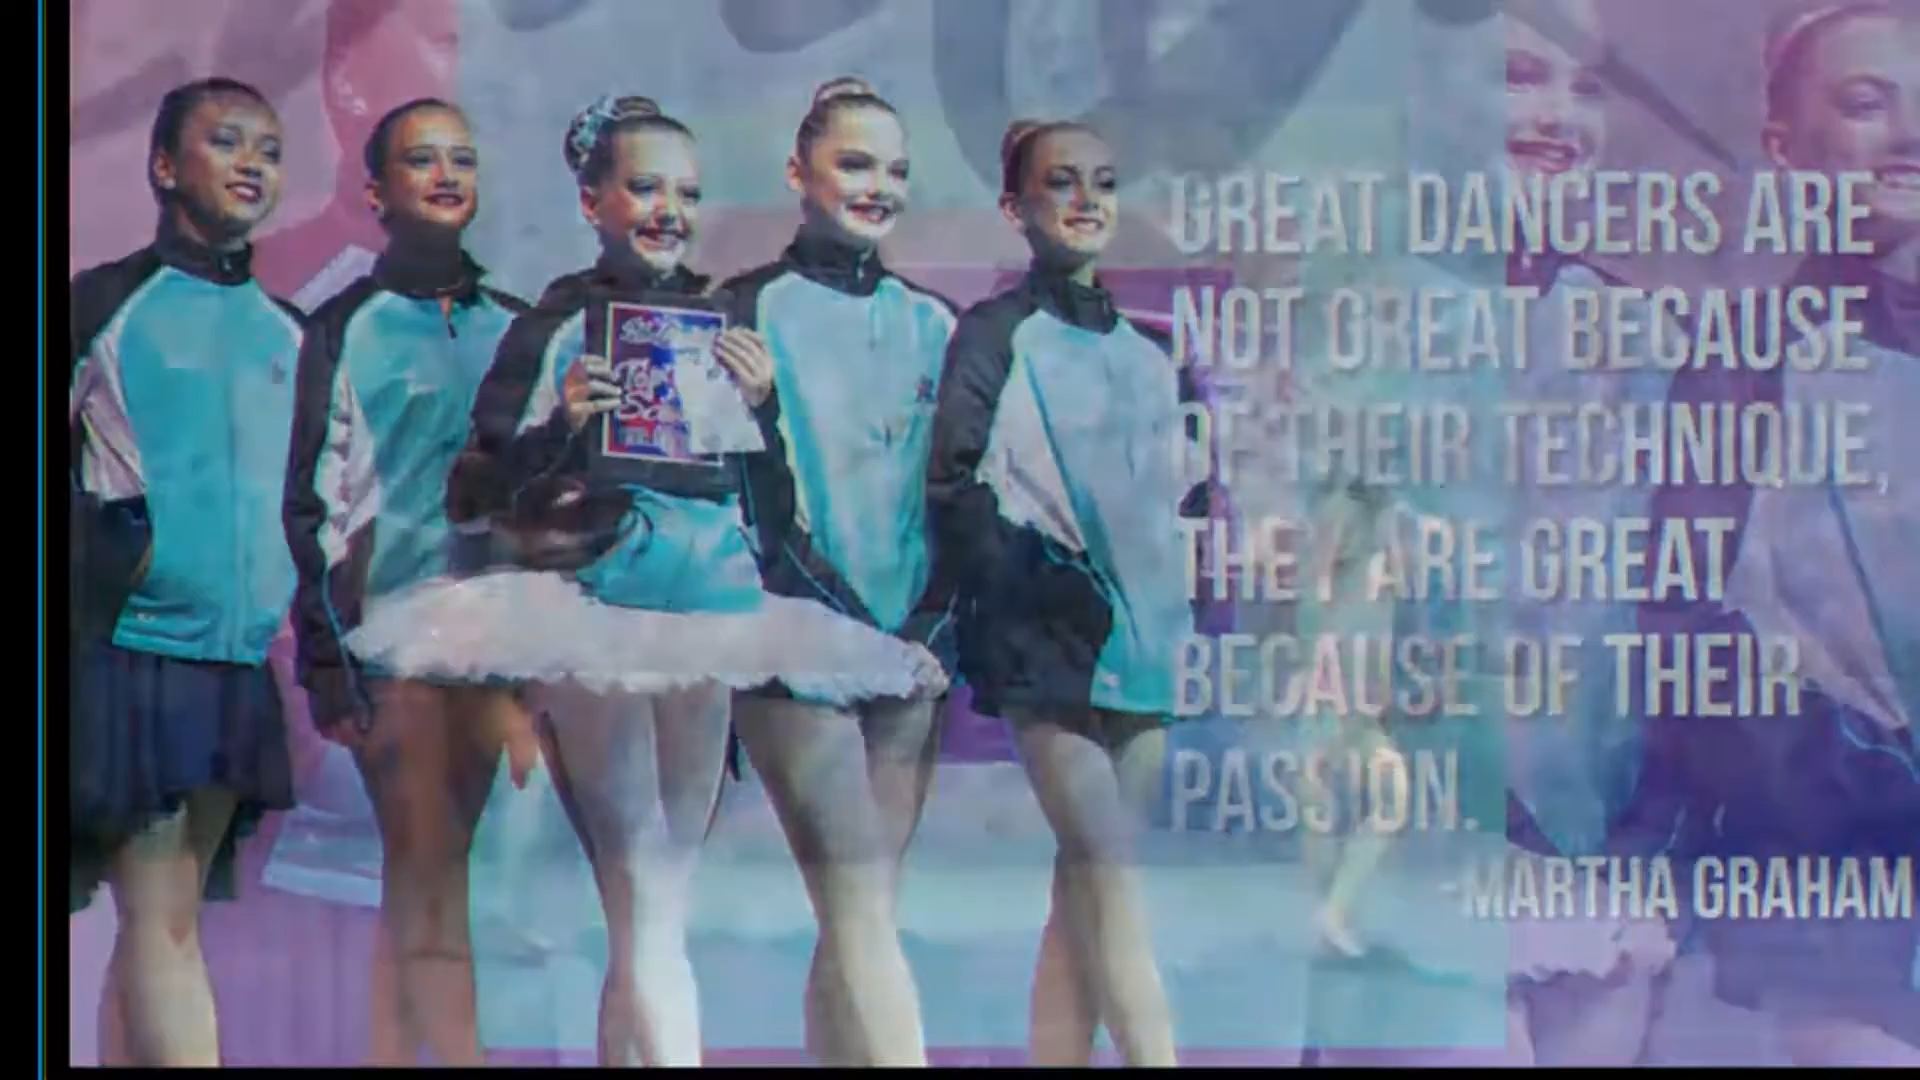 GREAT DANCERS ARE
NOT GREAT BECAUSE
OF THEIR TECHNIQUE,
THEY ARE GREAT
BECAUSE OF THEIR
PASSION.
-MARTHA GRAHAM